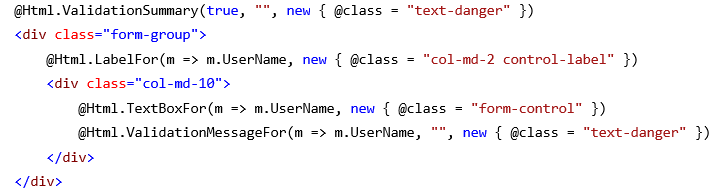 @Html.ValidationSummary(true, "", new { @class = "text-danger" })
<div class="form-group">
    @Html.LabelFor(m => m.UserName, new { @class = "col-md-2 control-label" })
    <div class="col-md-10">
        @Html.TextBoxFor(m => m.UserName, new { @class = "form-control" })
        @Html.ValidationMessageFor(m => m.UserName, "", new { @class = "text-danger" })
    </div>
</div>